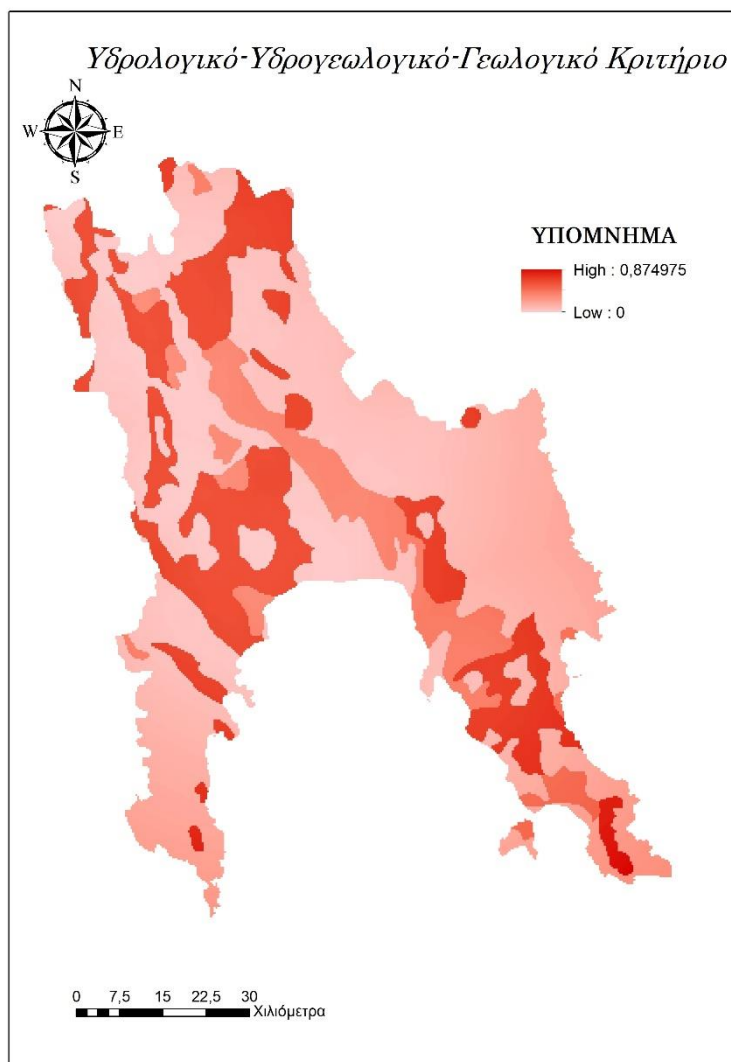 Υδρολογικό-Υδρογεωλογικό-Γεωλογικό Κριτήριο
N
W E
S
ΥΠΟΜΝΗΜΑ
High : 0,874975
Low : 0
0 7,5 15 22,5 30
Χιλιόμετρα